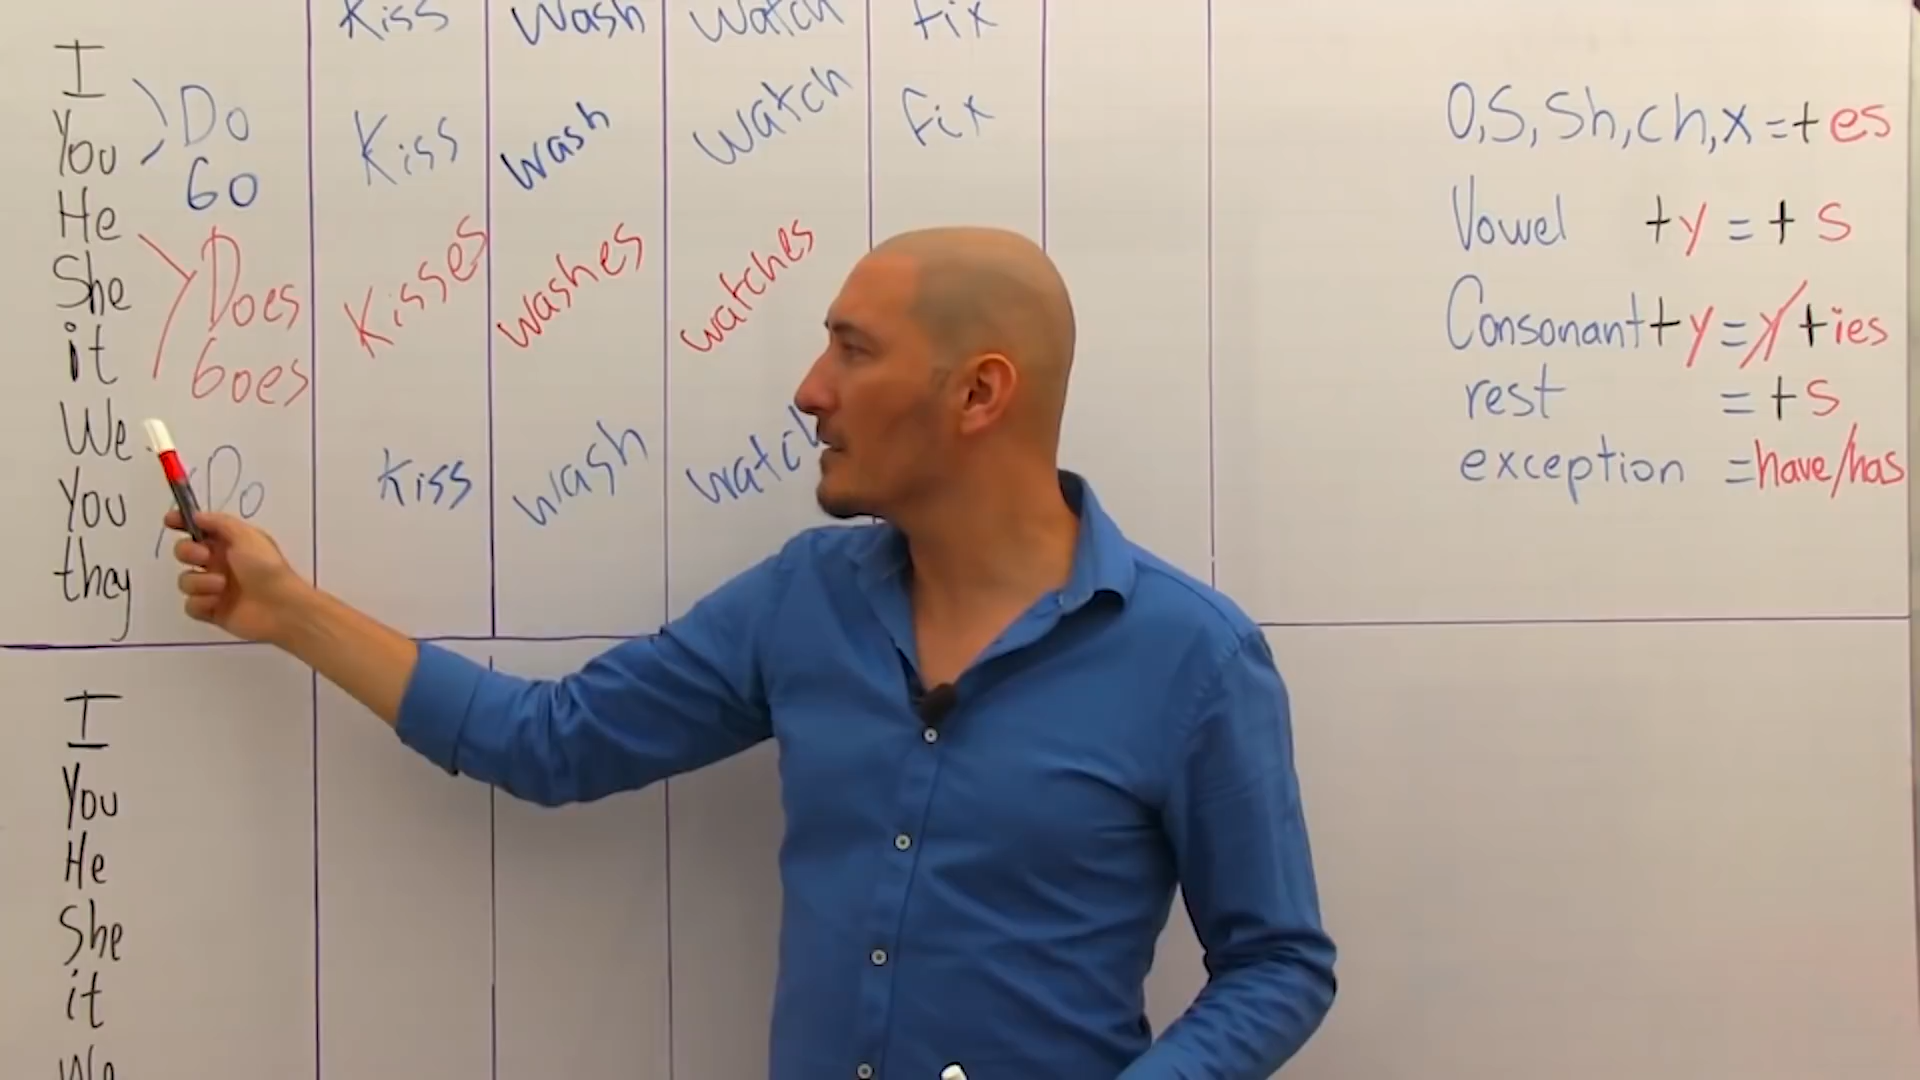 Kiss Wash Watch fix
I
You Do Kiss wash watch fix
Go
He
She Does Kisses washes watches
it Goes
We
You Do Kiss wash watch
they
O,S,Sh,ch,x=+es
Vowel +y=+s
Consonant+y=y+ies
rest =+s
exception =have/has
I
You
He
She
it
We